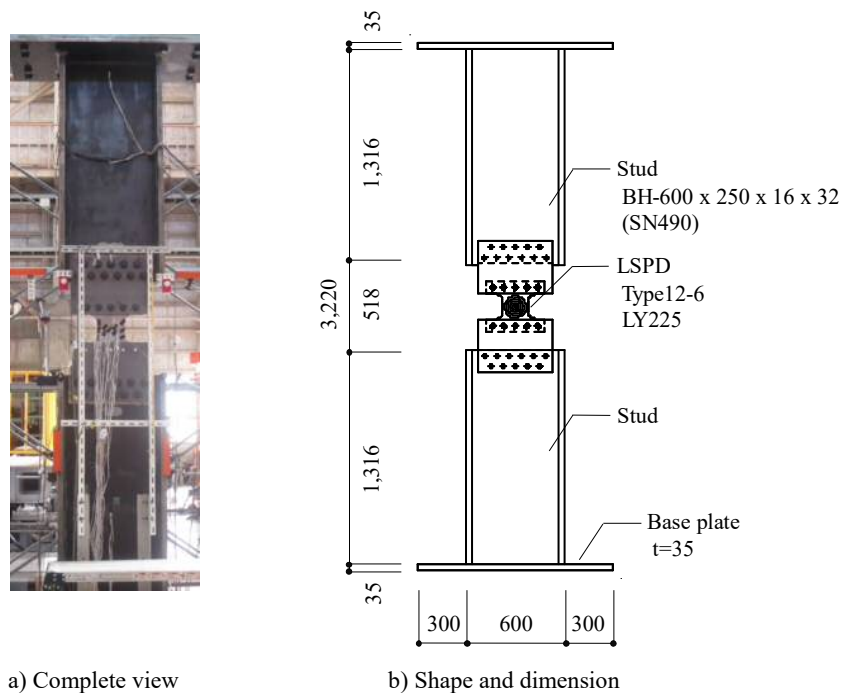 35
1,316
Stud
BH-600 x 250 x 16 x 32
(SN490)
LSPD
Type12-6
LY225
3,220
518
Stud
1,316
Base plate
t=35
35
300
600
300
a) Complete view
b) Shape and dimension